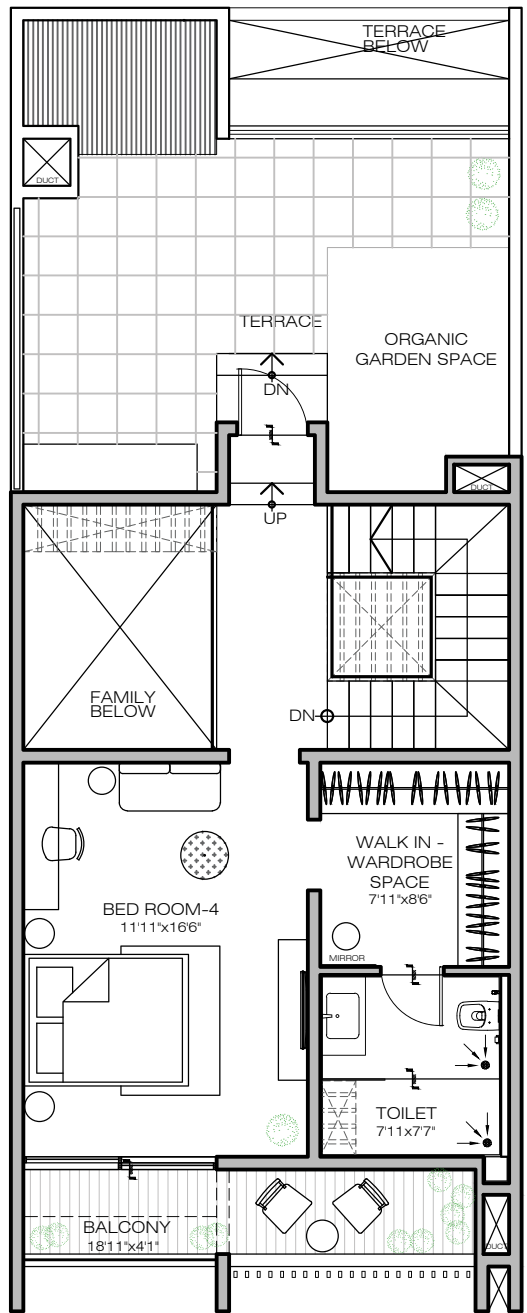 TERRACE
BELOW
DUCT
TERRACE
ORGANIC
GARDEN SPACE
DN
DUCT
UP
FAMILY
BELOW
DN
WALK IN -
WARDROBE
SPACE
7'11"x8'6"
BED ROOM-4
11'11"x16'6"
MIRROR
TOILET
7'11x7'7"
BALCONY
18'11"x4'1"
DUCT